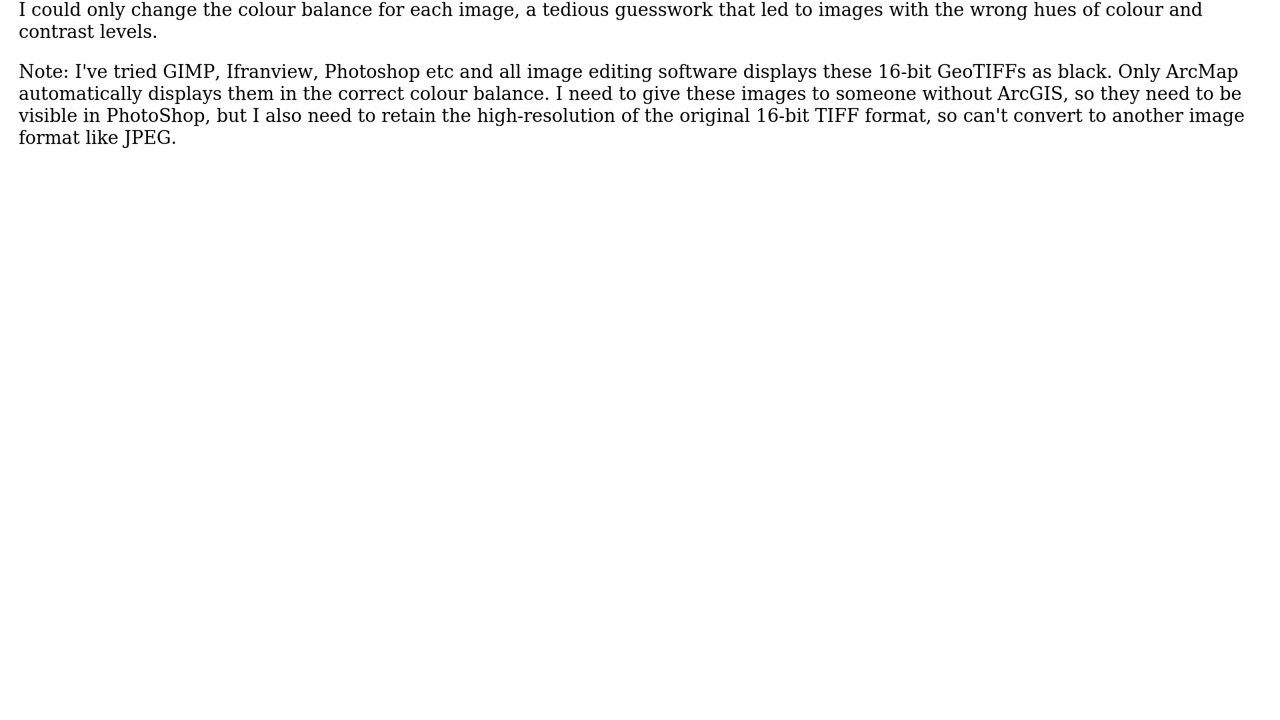 I could only change the colour balance for each image, a tedious guesswork that led to images with the wrong hues of colour and
contrast levels.
Note: I've tried GIMP, Ifranview, Photoshop etc and all image editing software displays these 16-bit GeoTIFFs as black. Only ArcMap
automatically displays them in the correct colour balance. I need to give these images to someone without ArcGIS, so they need to be
visible in PhotoShop, but I also need to retain the high-resolution of the original 16-bit TIFF format, so can't convert to another image
format like JPEG.